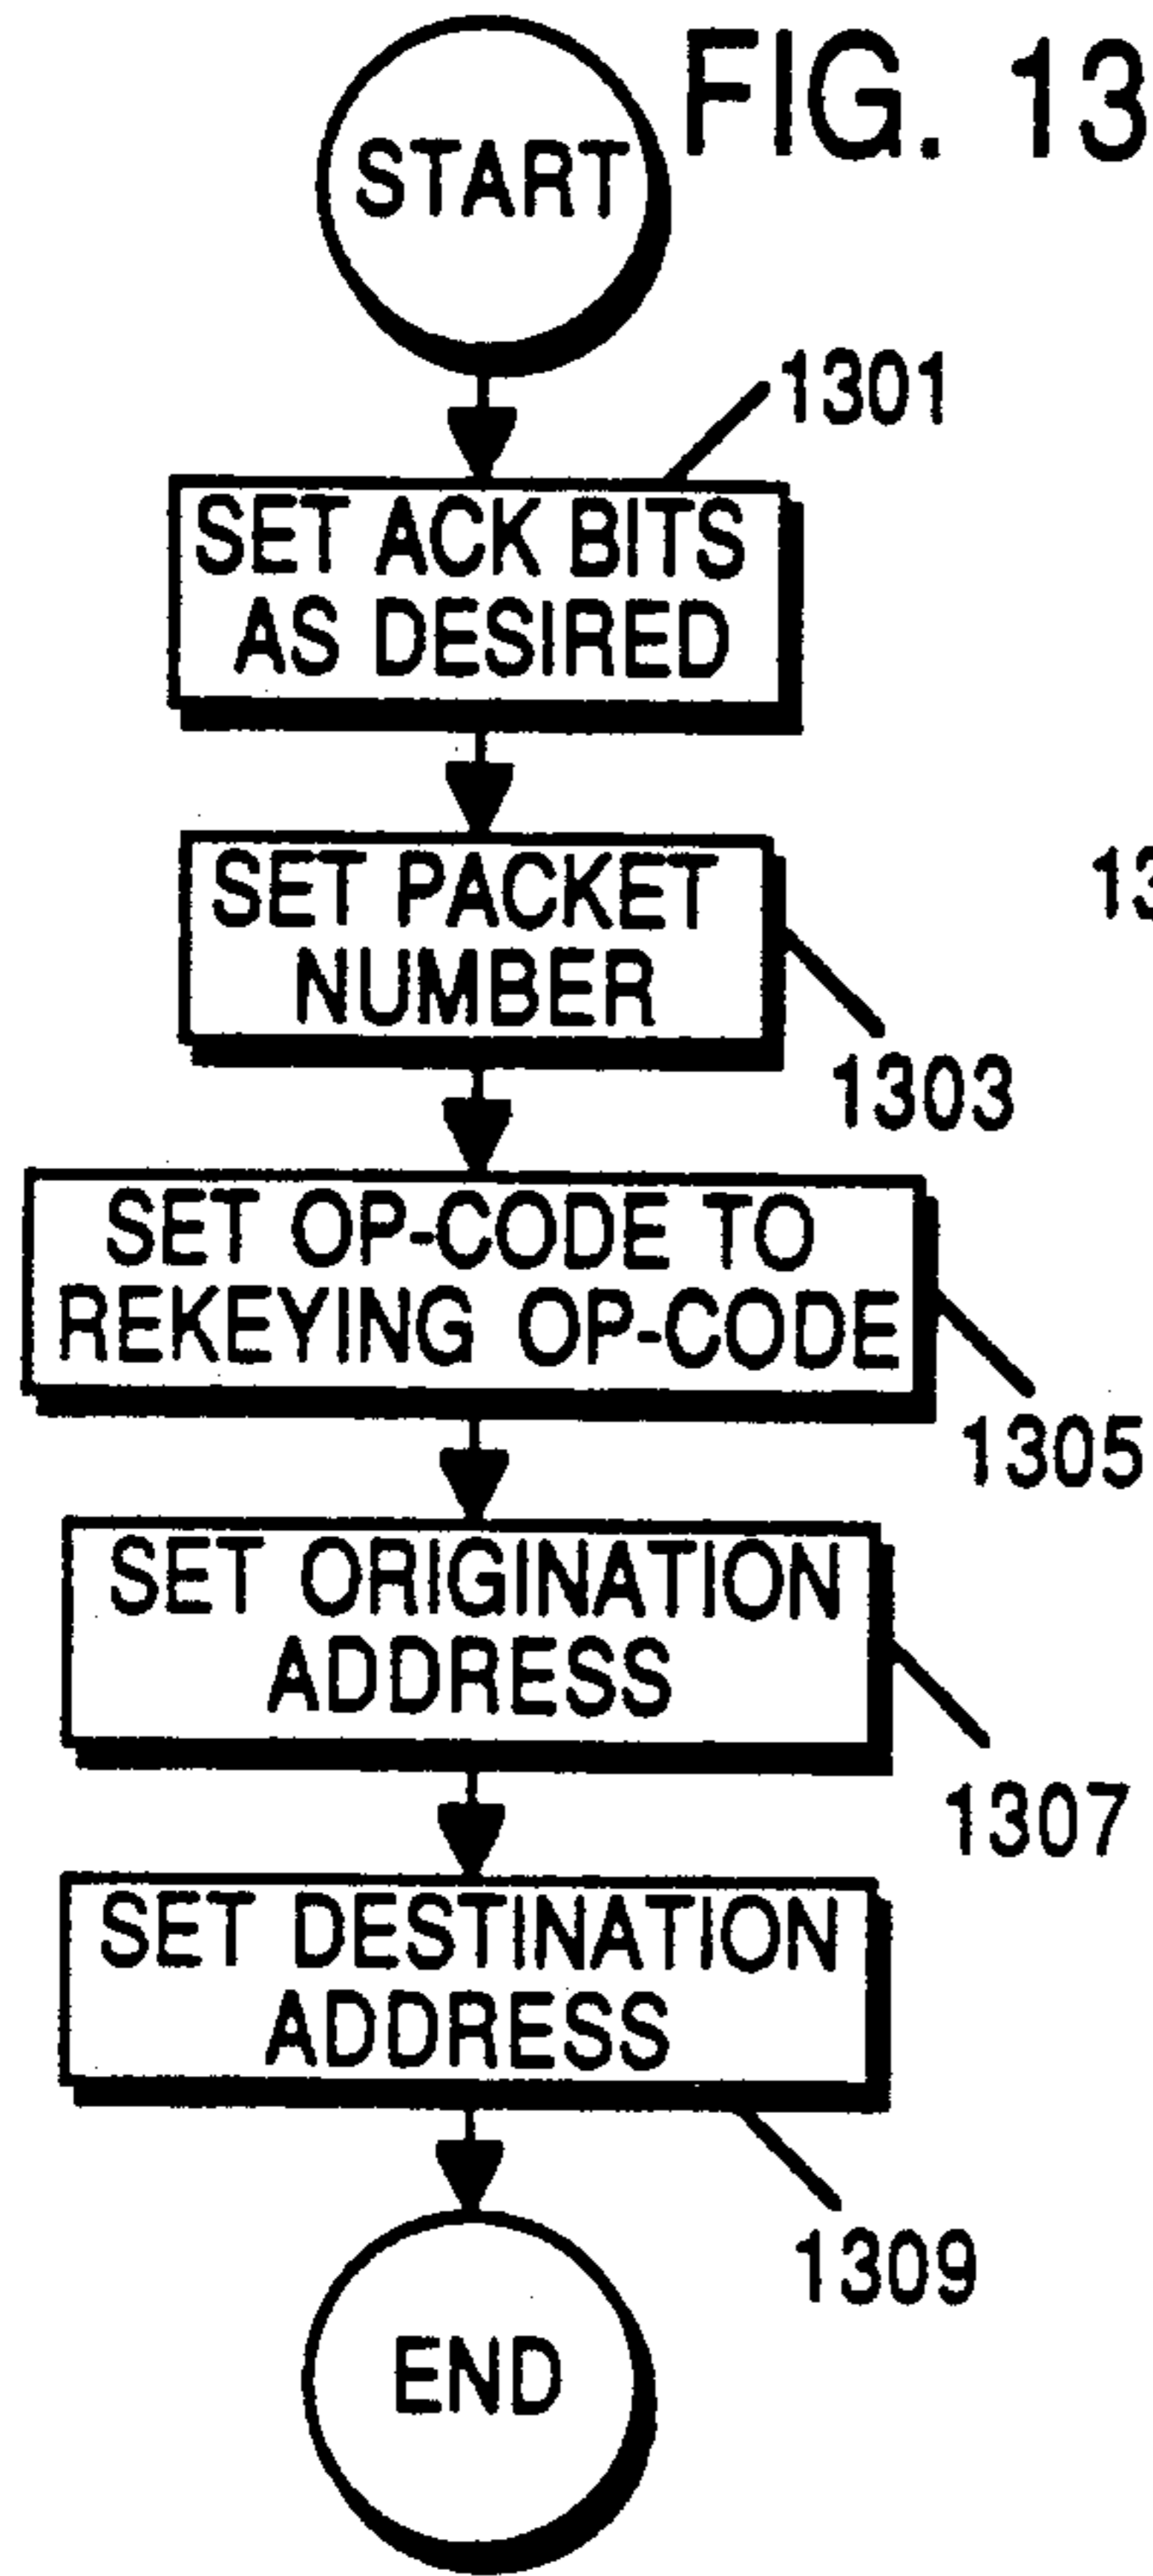 FIG. 13
START
1301
SET ACK BITS
AS DESIRED
SET PACKET
NUMBER
1303
SET OP-CODE TO
REKEYING OP-CODE
1305
SET ORIGINATION
ADDRESS
1307
SET DESTINATION
ADDRESS
1309
END